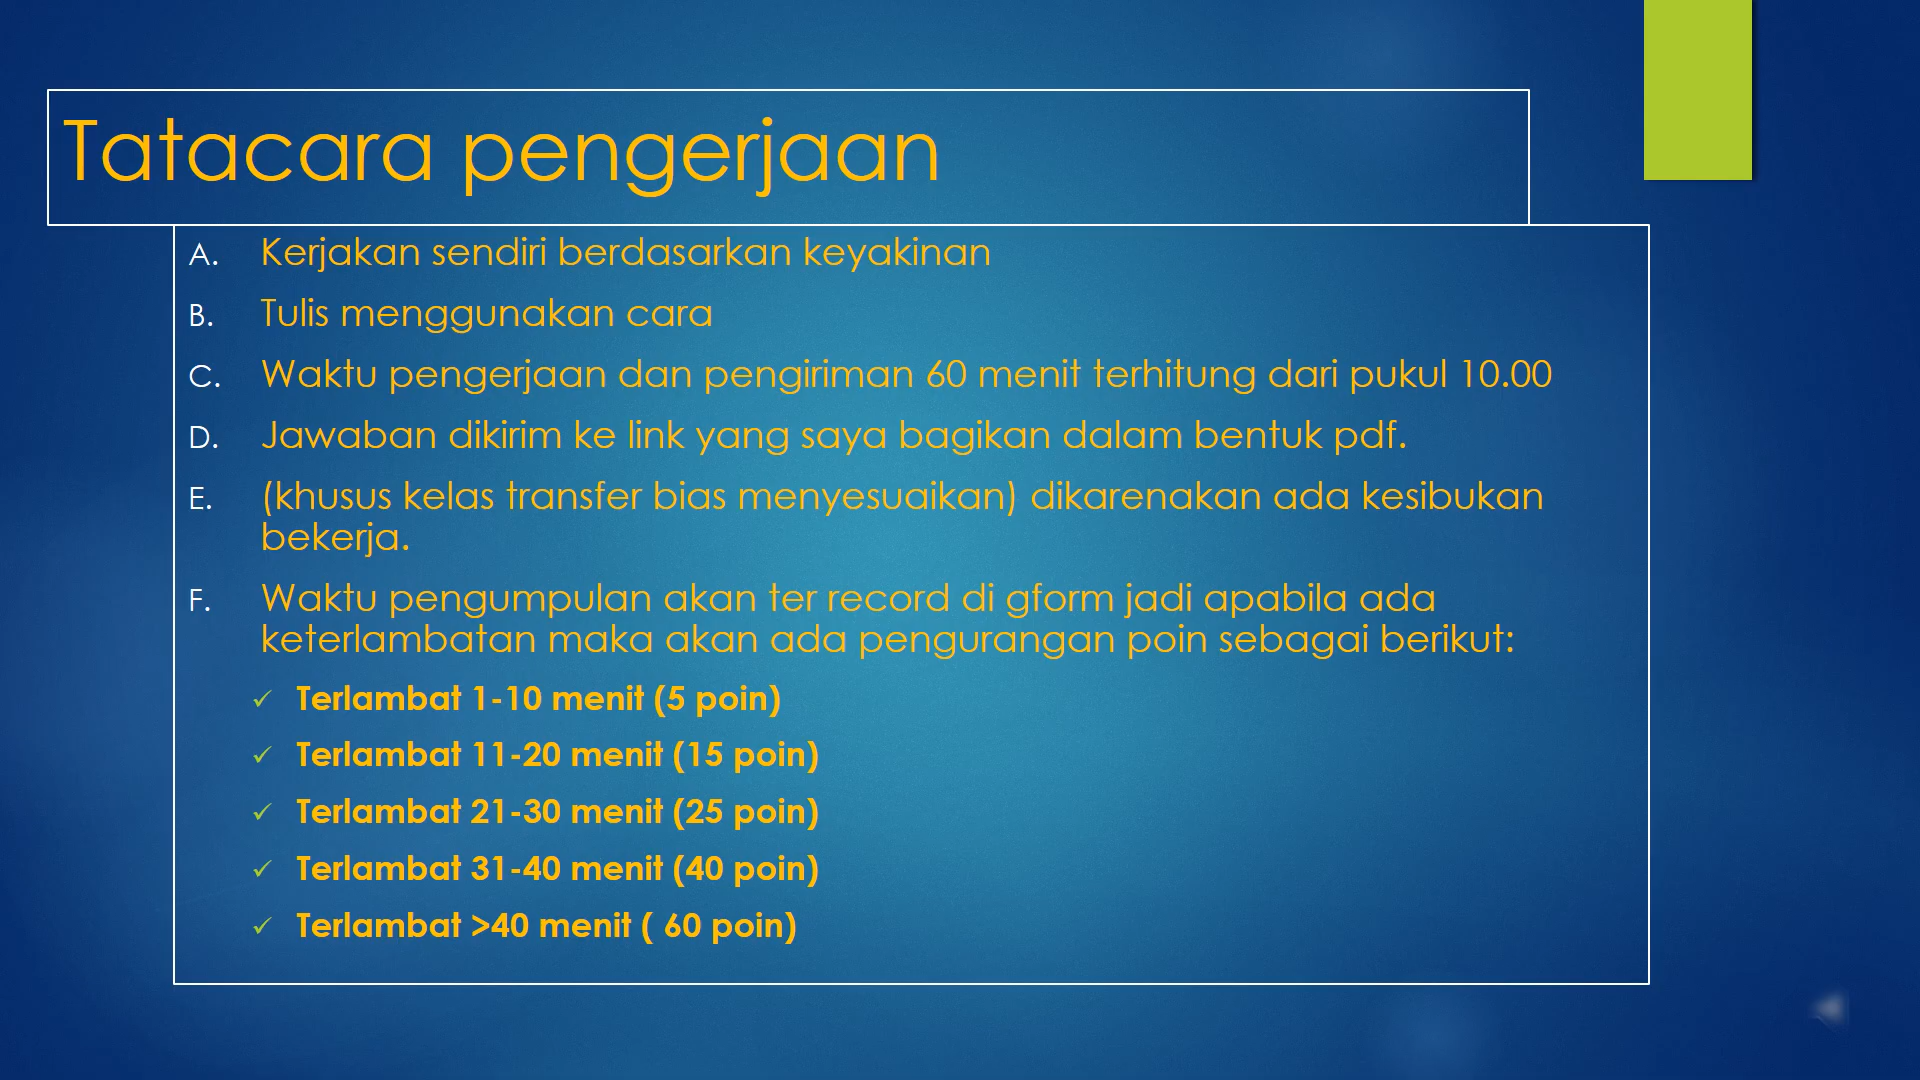 Tatacara pengerjaan
A. Kerjakan sendiri berdasarkan keyakinan
B. Tulis menggunakan cara
C. Waktu pengerjaan dan pengiriman 60 menit terhitung dari pukul 10.00
D. Jawaban dikirim ke link yang saya bagikan dalam bentuk pdf.
E. (khusus kelas transfer bias menyesuaikan) dikarenakan ada kesibukan
bekerja.
F. Waktu pengumpulan akan ter record di gform jadi apabila ada
keterlambatan maka akan ada pengurangan poin sebagai berikut:
✓ Terlambat 1-10 menit (5 poin)
✓ Terlambat 11-20 menit (15 poin)
✓ Terlambat 21-30 menit (25 poin)
✓ Terlambat 31-40 menit (40 poin)
✓ Terlambat >40 menit ( 60 poin)